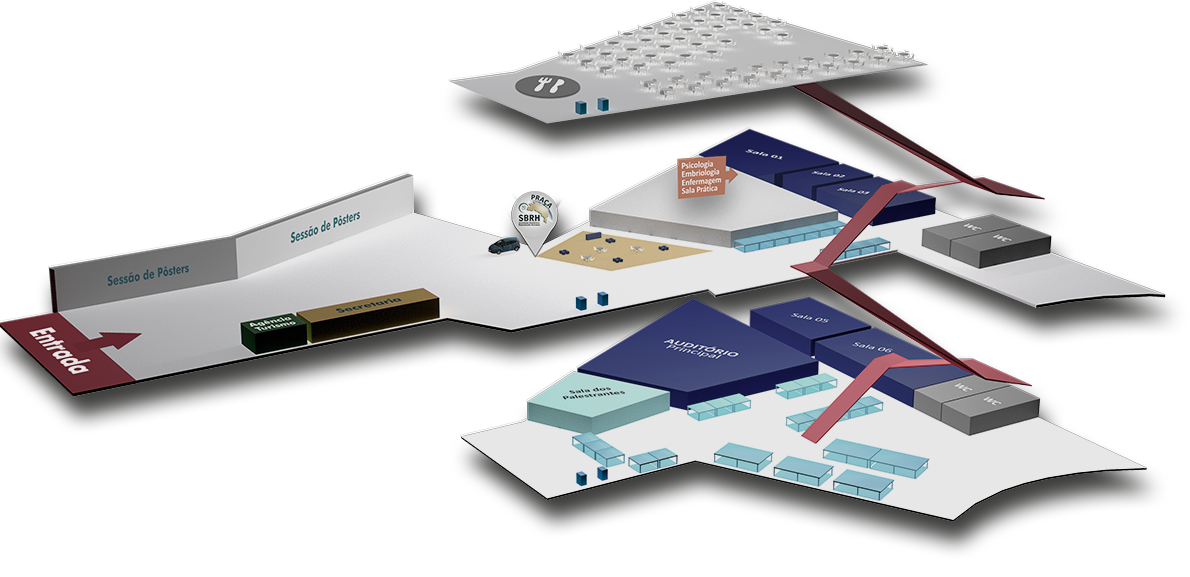 Psicologia
Embriologia
Enfermagem
Sala Prática
Sala 01
Sala 02
Sala 03
WC
WC
PRAÇA
SBRH
Sessão de Pôsters
Sessão de Pôsters
Entrada
Agência
Turismo
Secretaria
AUDITÓRIO
Principal
Sala dos
Palestrantes
Sala 05
Sala 06
WC
WC